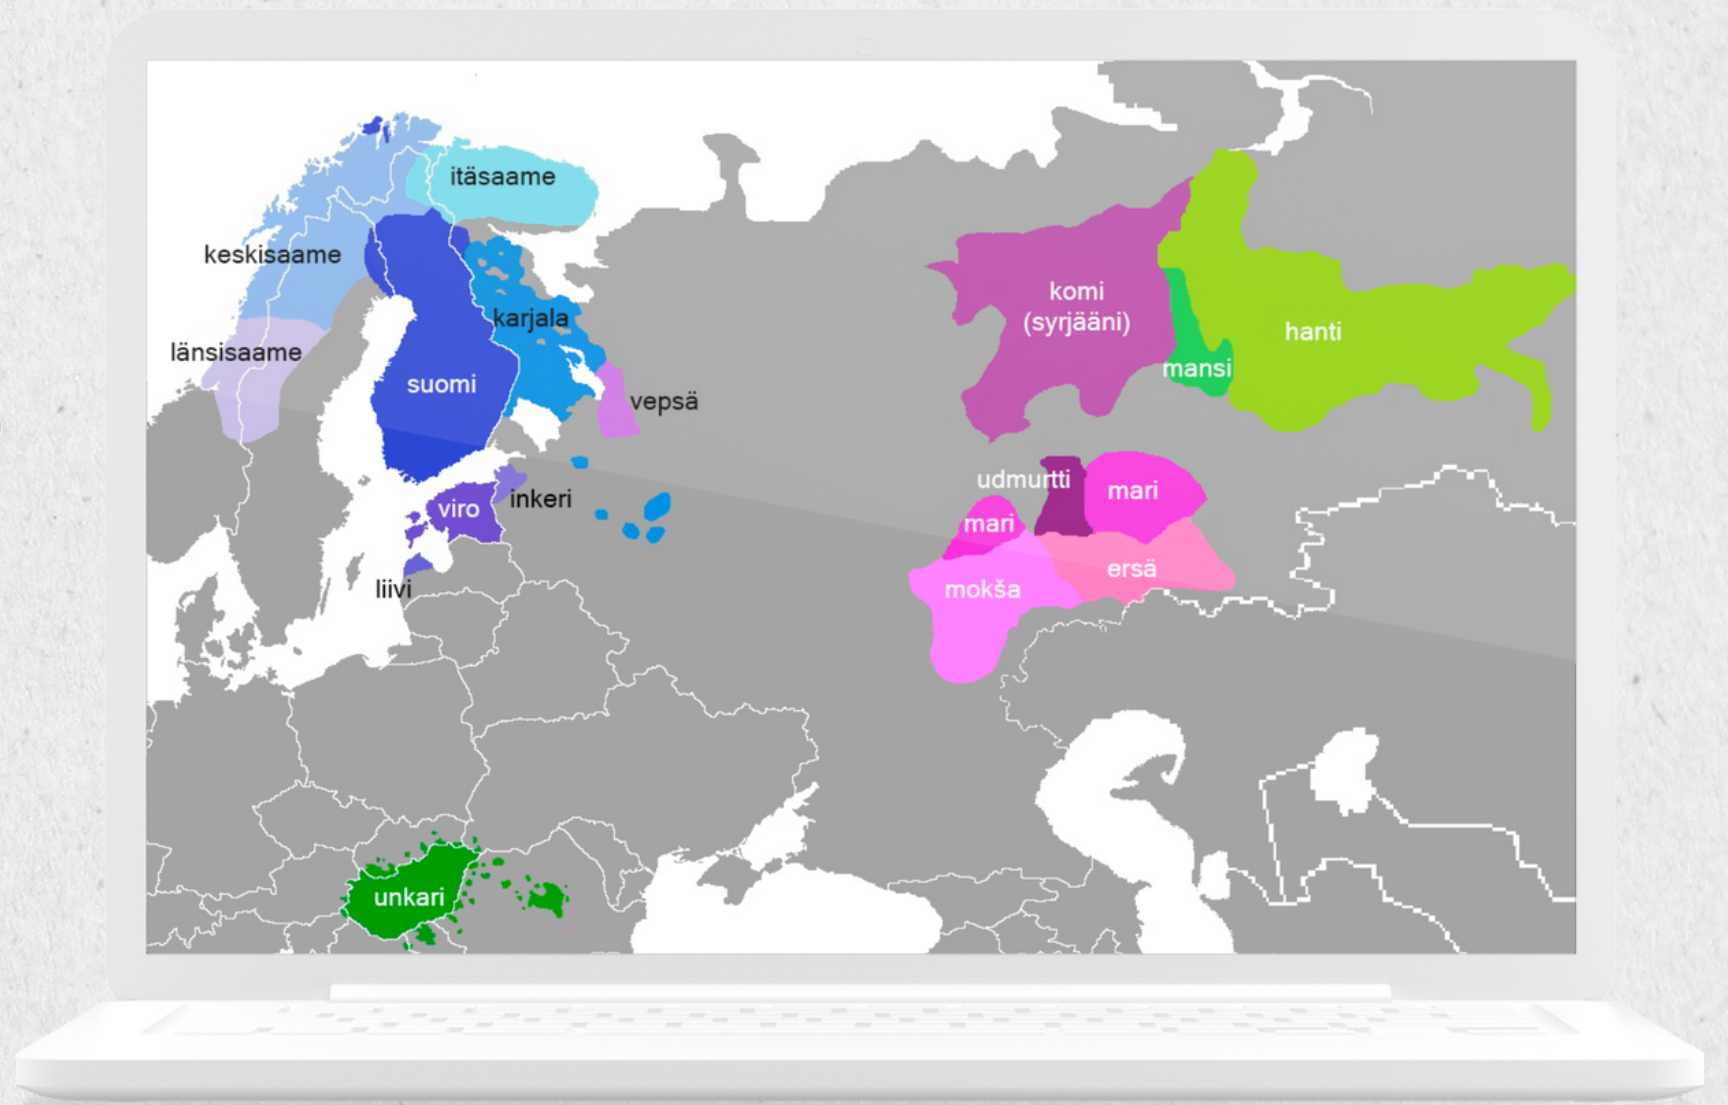 itäsaame
keskisaame
komi
(syrjääni)
karjala
hanti
länsisaame
mansi
suomi
vepsä
udmurtti
mari
viro
inkeri
mari
ersä
liivi
mokša
unkari